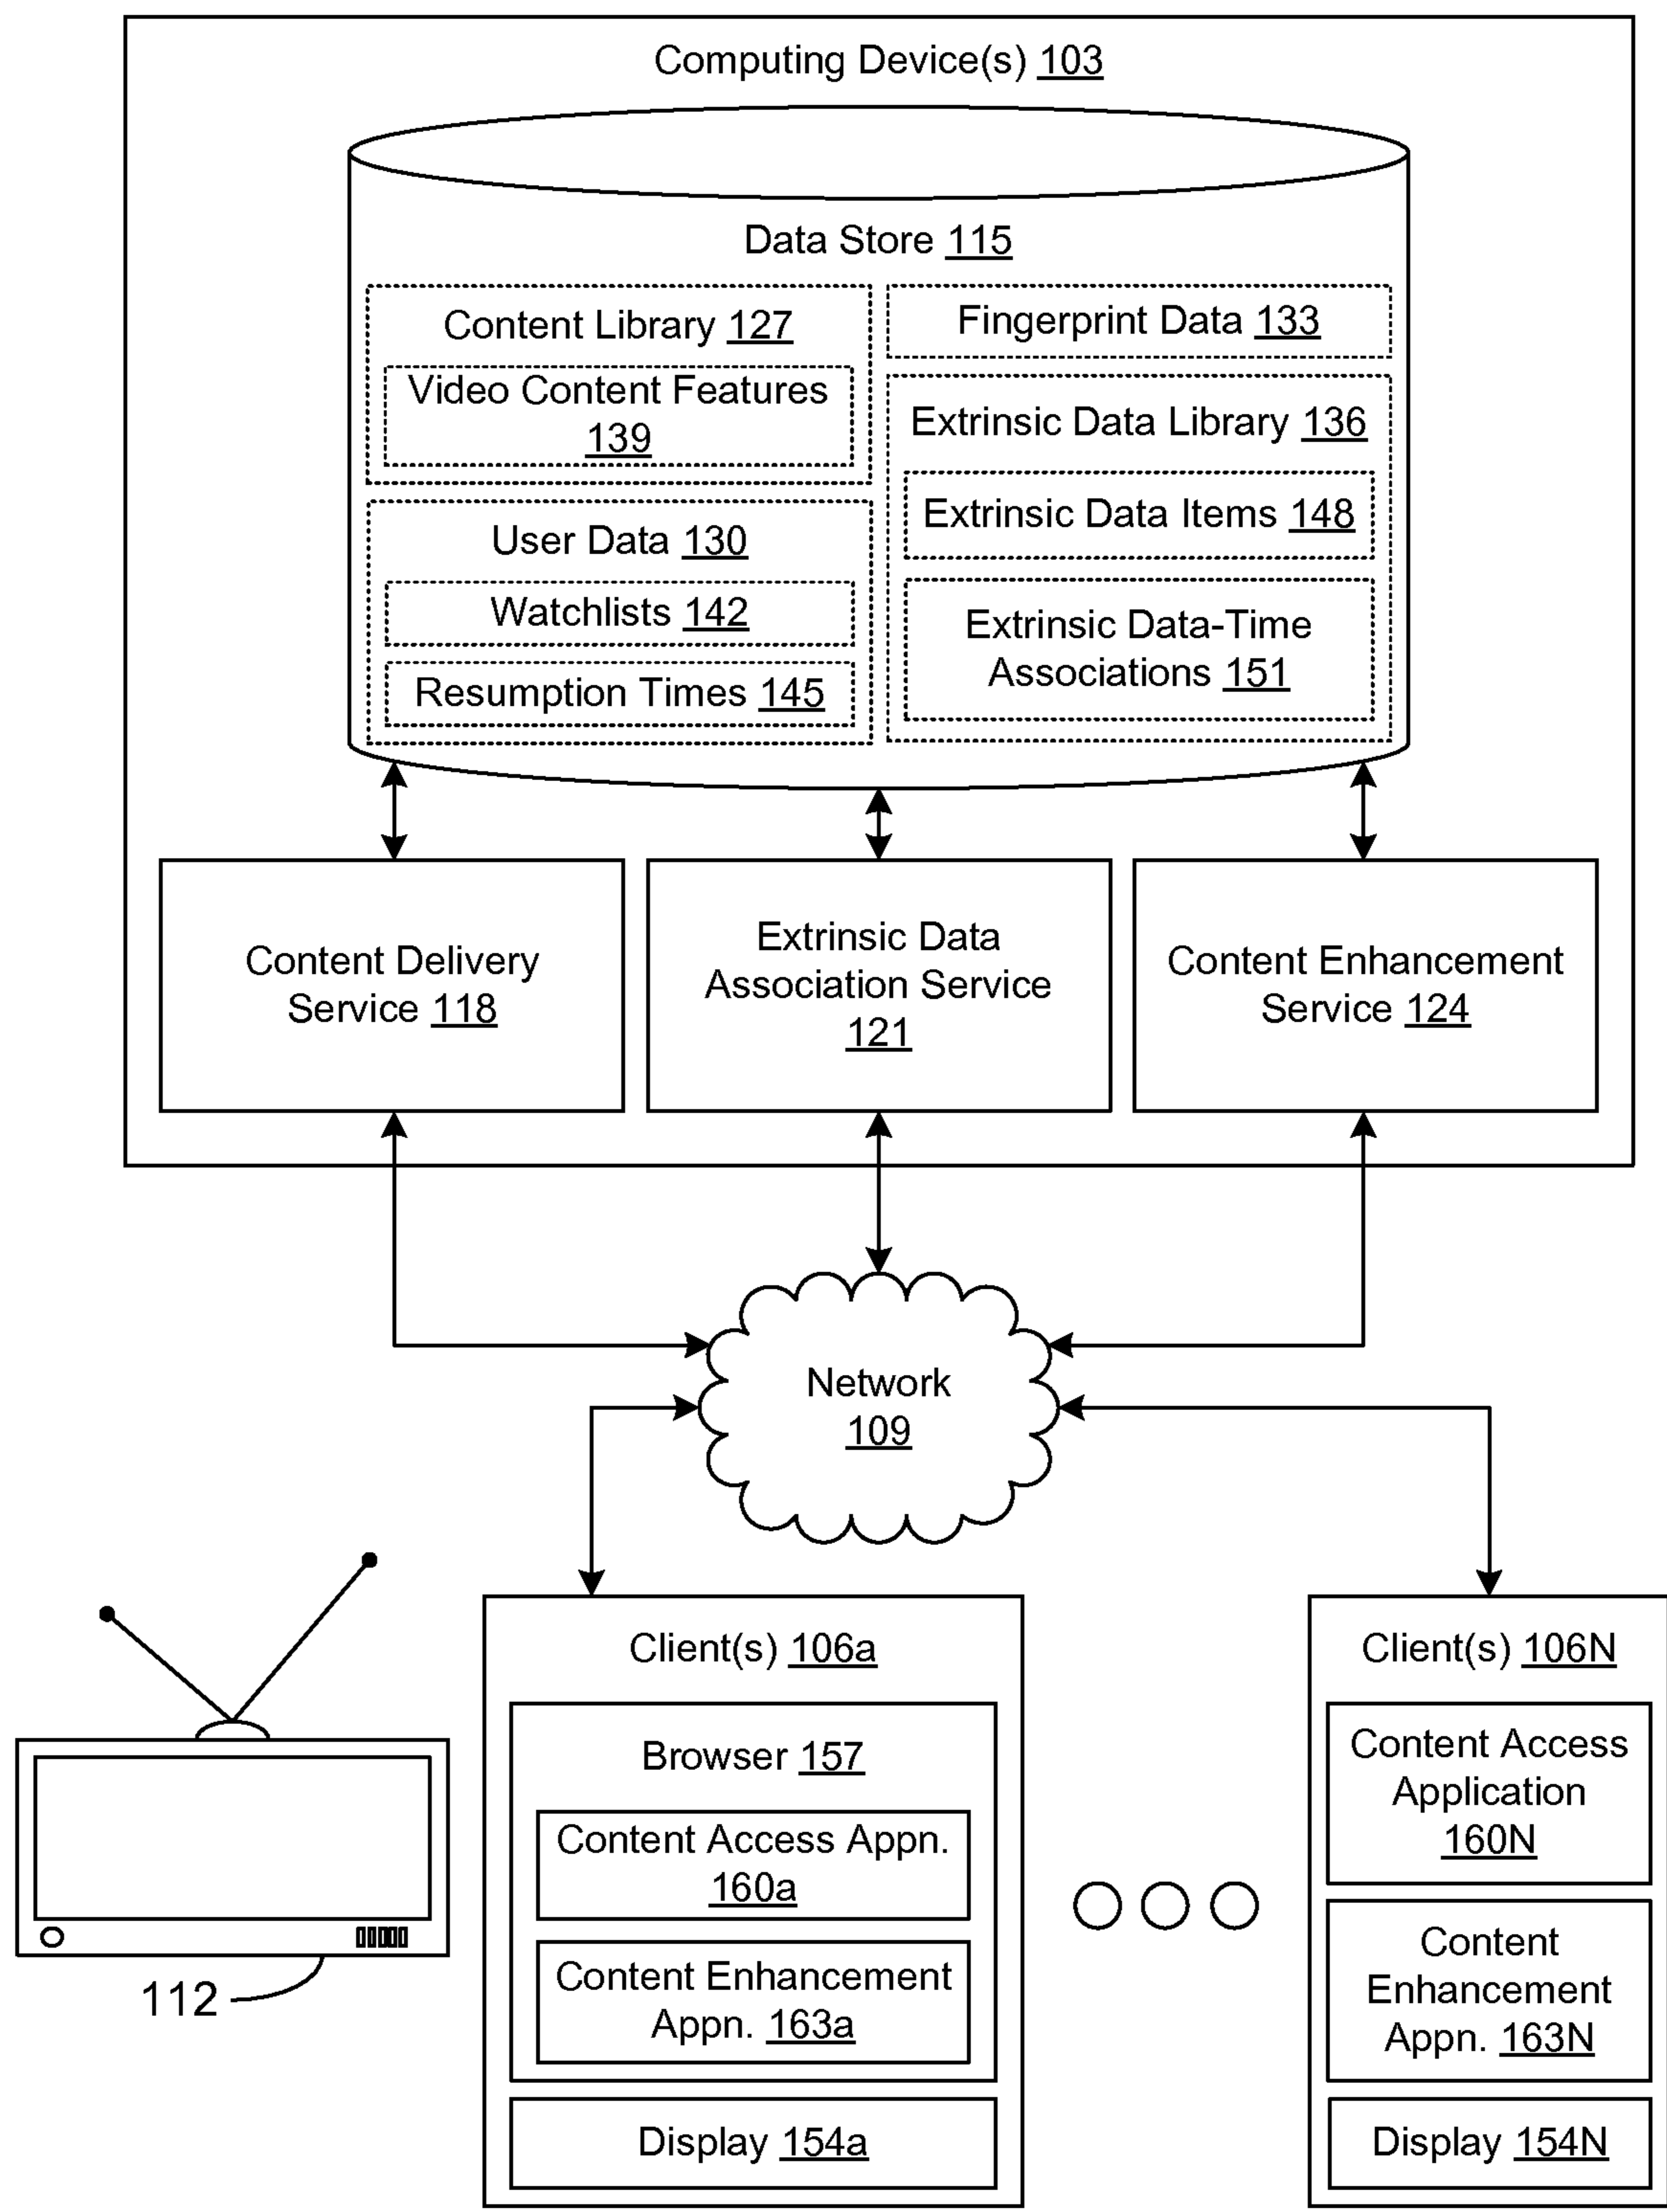 Computing Device(s) 103
Data Store 115
Content Library 127
Video Content Features
139
User Data 130
Watchlists 142
Resumption Times 145
Fingerprint Data 133
Extrinsic Data Library 136
Extrinsic Data Items 148
Extrinsic Data-Time
Associations 151
Content Delivery
Service 118
Extrinsic Data
Association Service
121
Content Enhancement
Service 124
Network
109
112
Client(s) 106a
Browser 157
Content Access Appn.
160a
Content Enhancement
Appn. 163a
Display 154a
Client(s) 106N
Content Access
Application
160N
Content
Enhancement
Appn. 163N
Display 154N